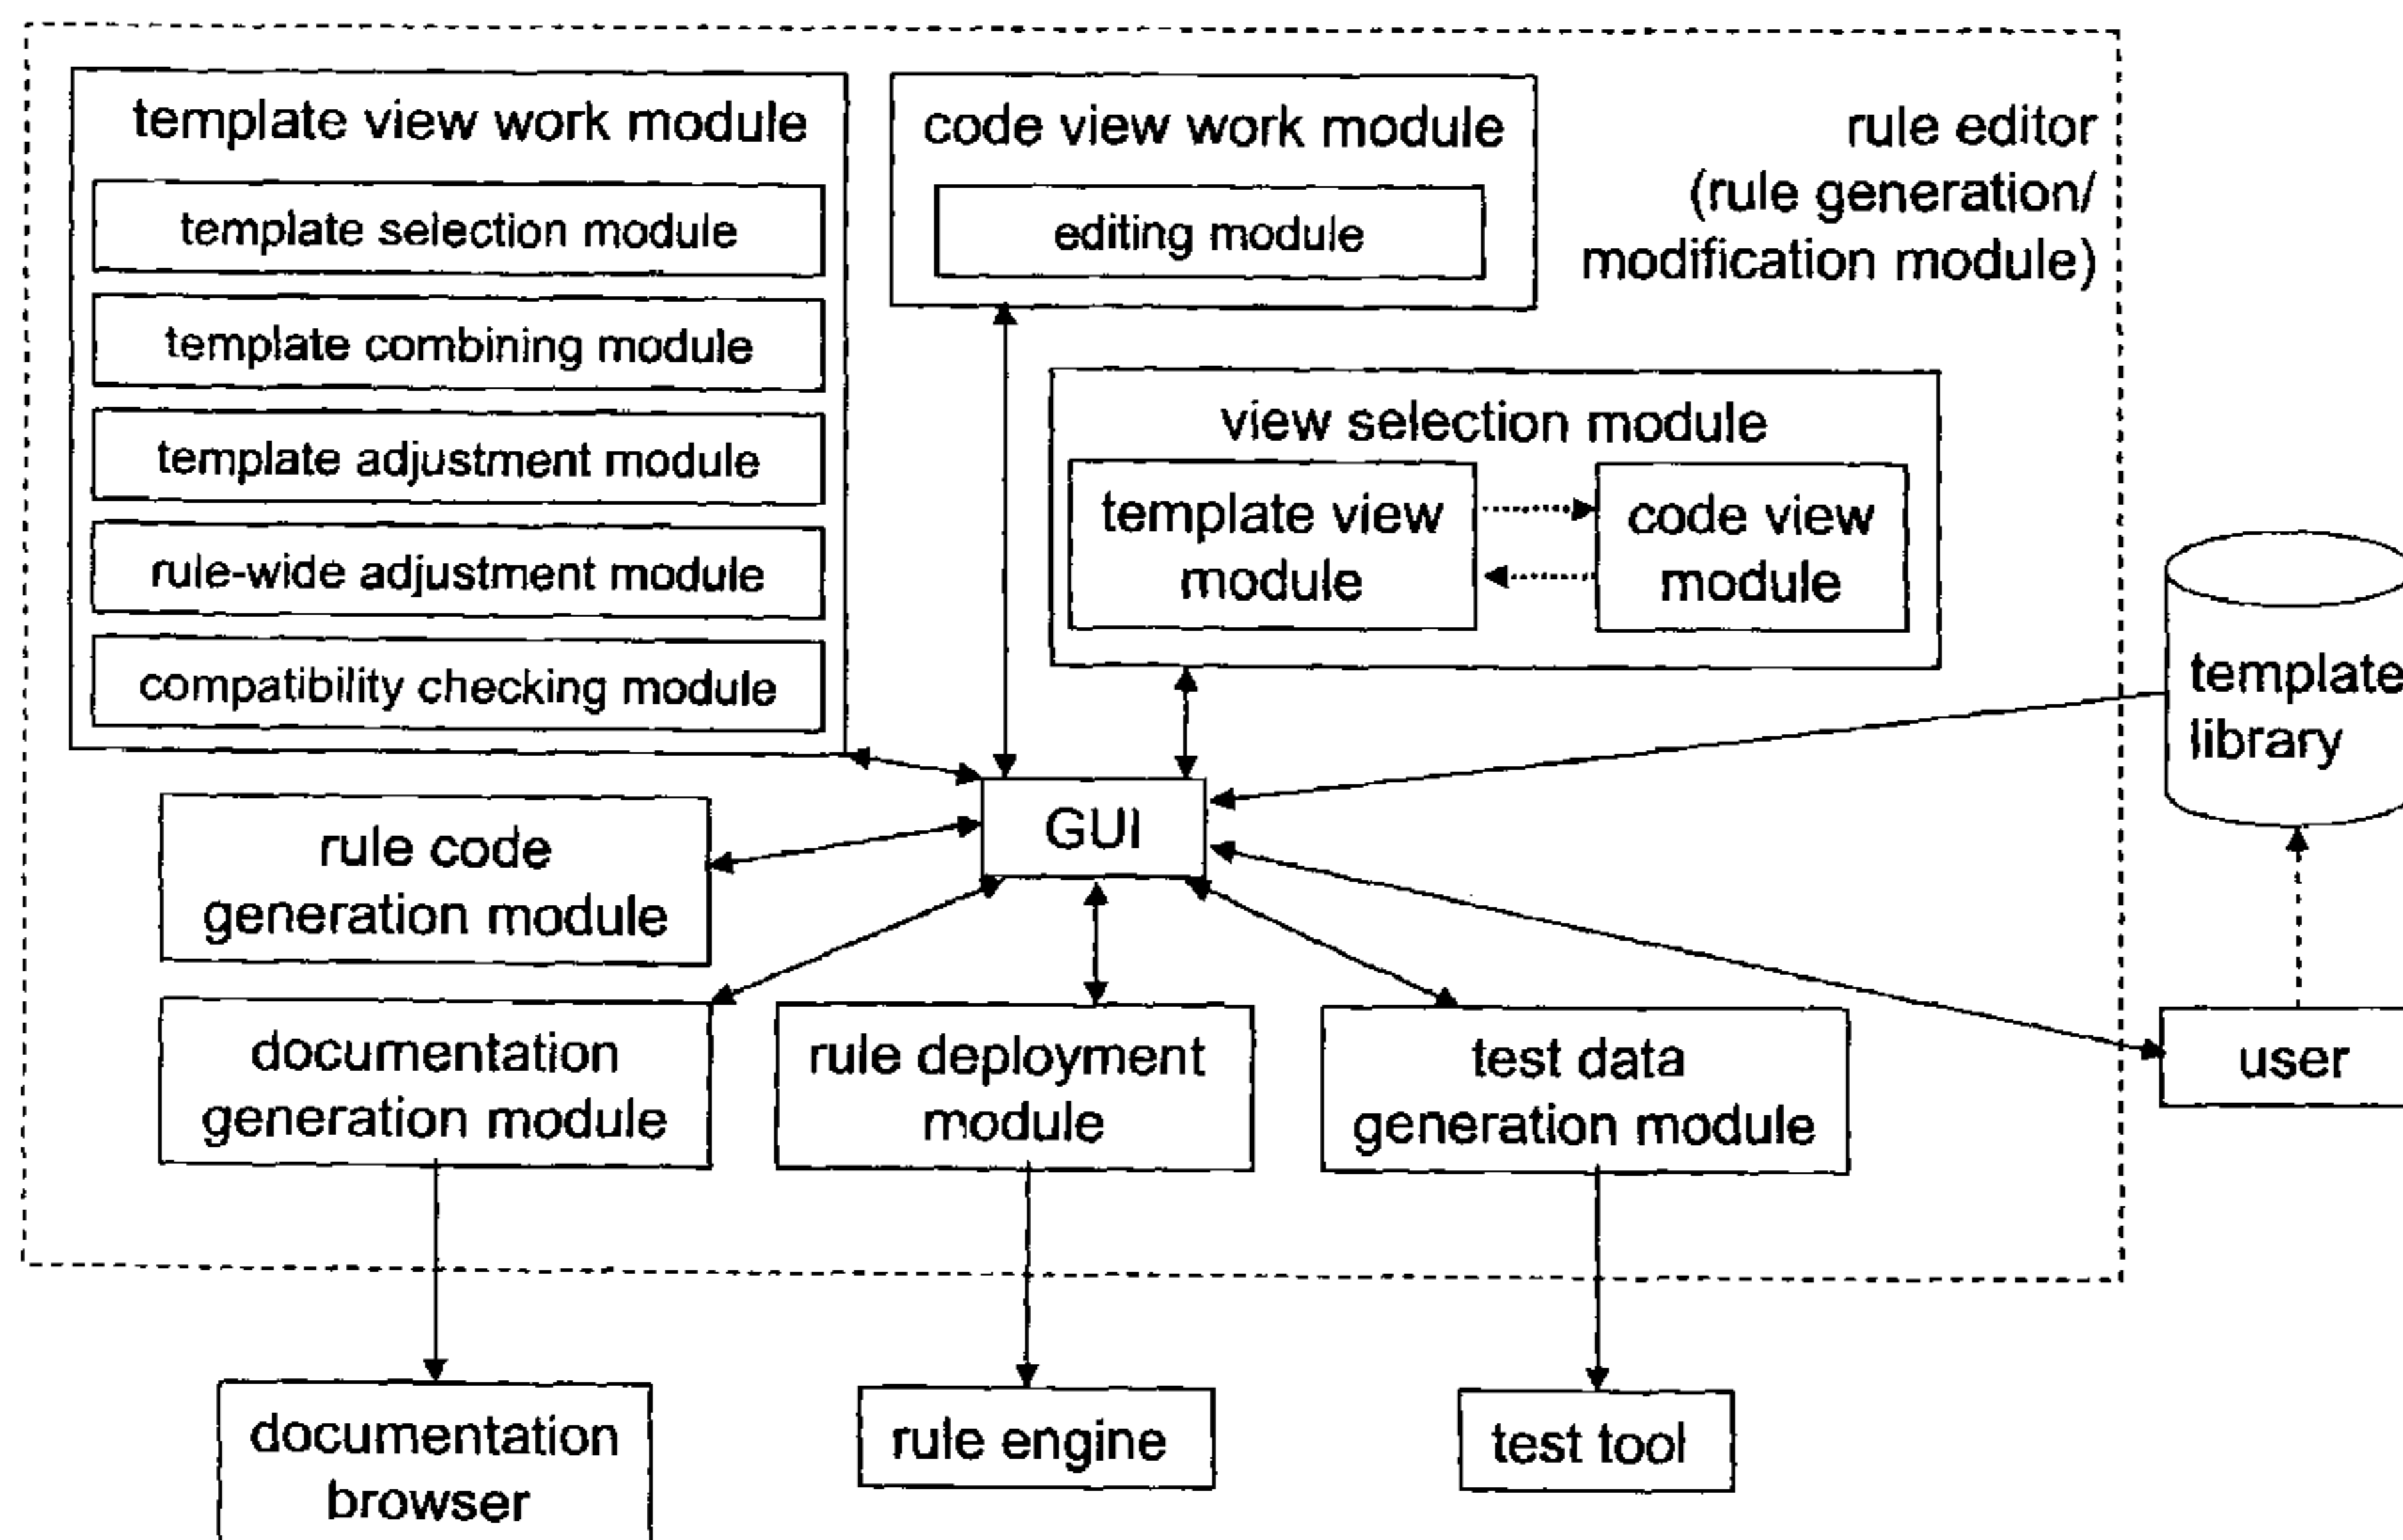 template view work module
template selection module
template combining module
template adjustment module
rule-wide adjustment module
compatibility checking module
code view work module
editing module
rule editor
(rule generation/
modification module)
view selection module
template view
module
code view
module
template
library
GUI
rule code
generation module
documentation
generation module
rule deployment
module
test data
generation module
user
documentation
browser
rule engine
test tool